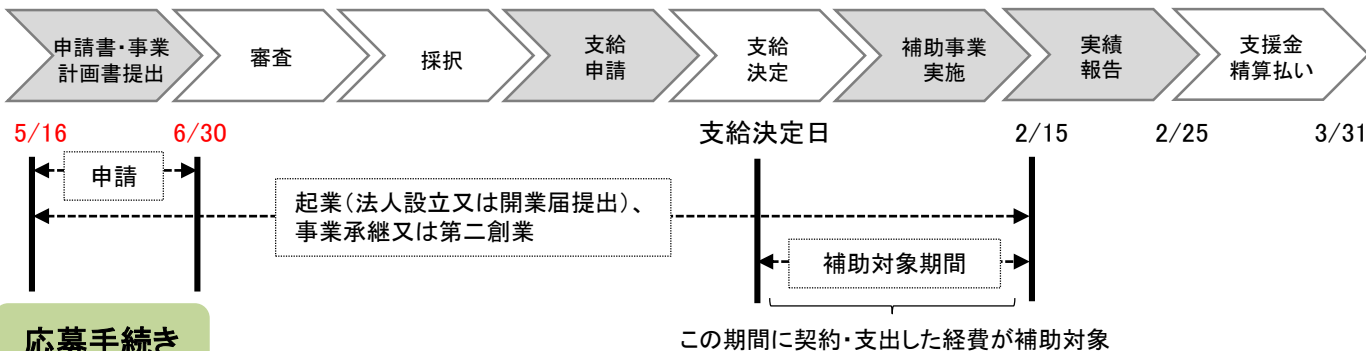 申請書・事業
計画書提出
審査
採択
支給
申請
支給
決定
補助事業
実施
実績
報告
支援金
精算払い
5/16
6/30
支給決定日
2/15
2/25
3/31
申請
起業(法人設立又は開業届提出)、
事業承継又は第二創業
補助対象期間
この期間に契約・支出した経費が補助対象
応募手続き